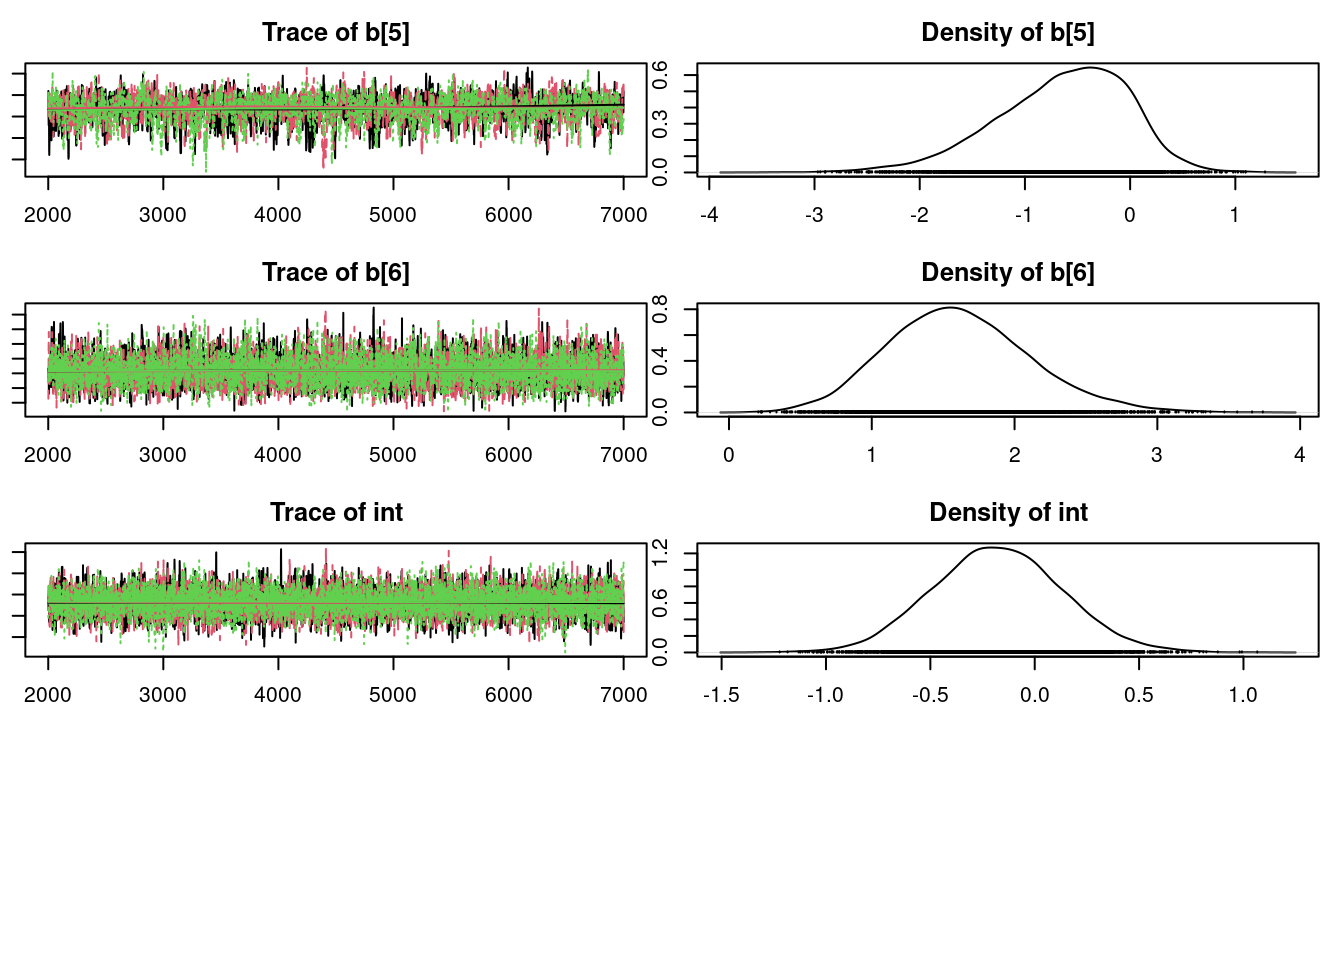 Trace of b[5]
2000 3000 4000 5000 6000 7000
Density of b[5]
0.0 0.3 0.6
-4 -3 -2 -1 0 1
Trace of b[6]
2000 3000 4000 5000 6000 7000
Density of b[6]
0.0 0.4 0.8
0 1 2 3 4
Trace of int
2000 3000 4000 5000 6000 7000
Density of int
0.0 0.6 1.2
-1.5 -1.0 -0.5 0.0 0.5 1.0